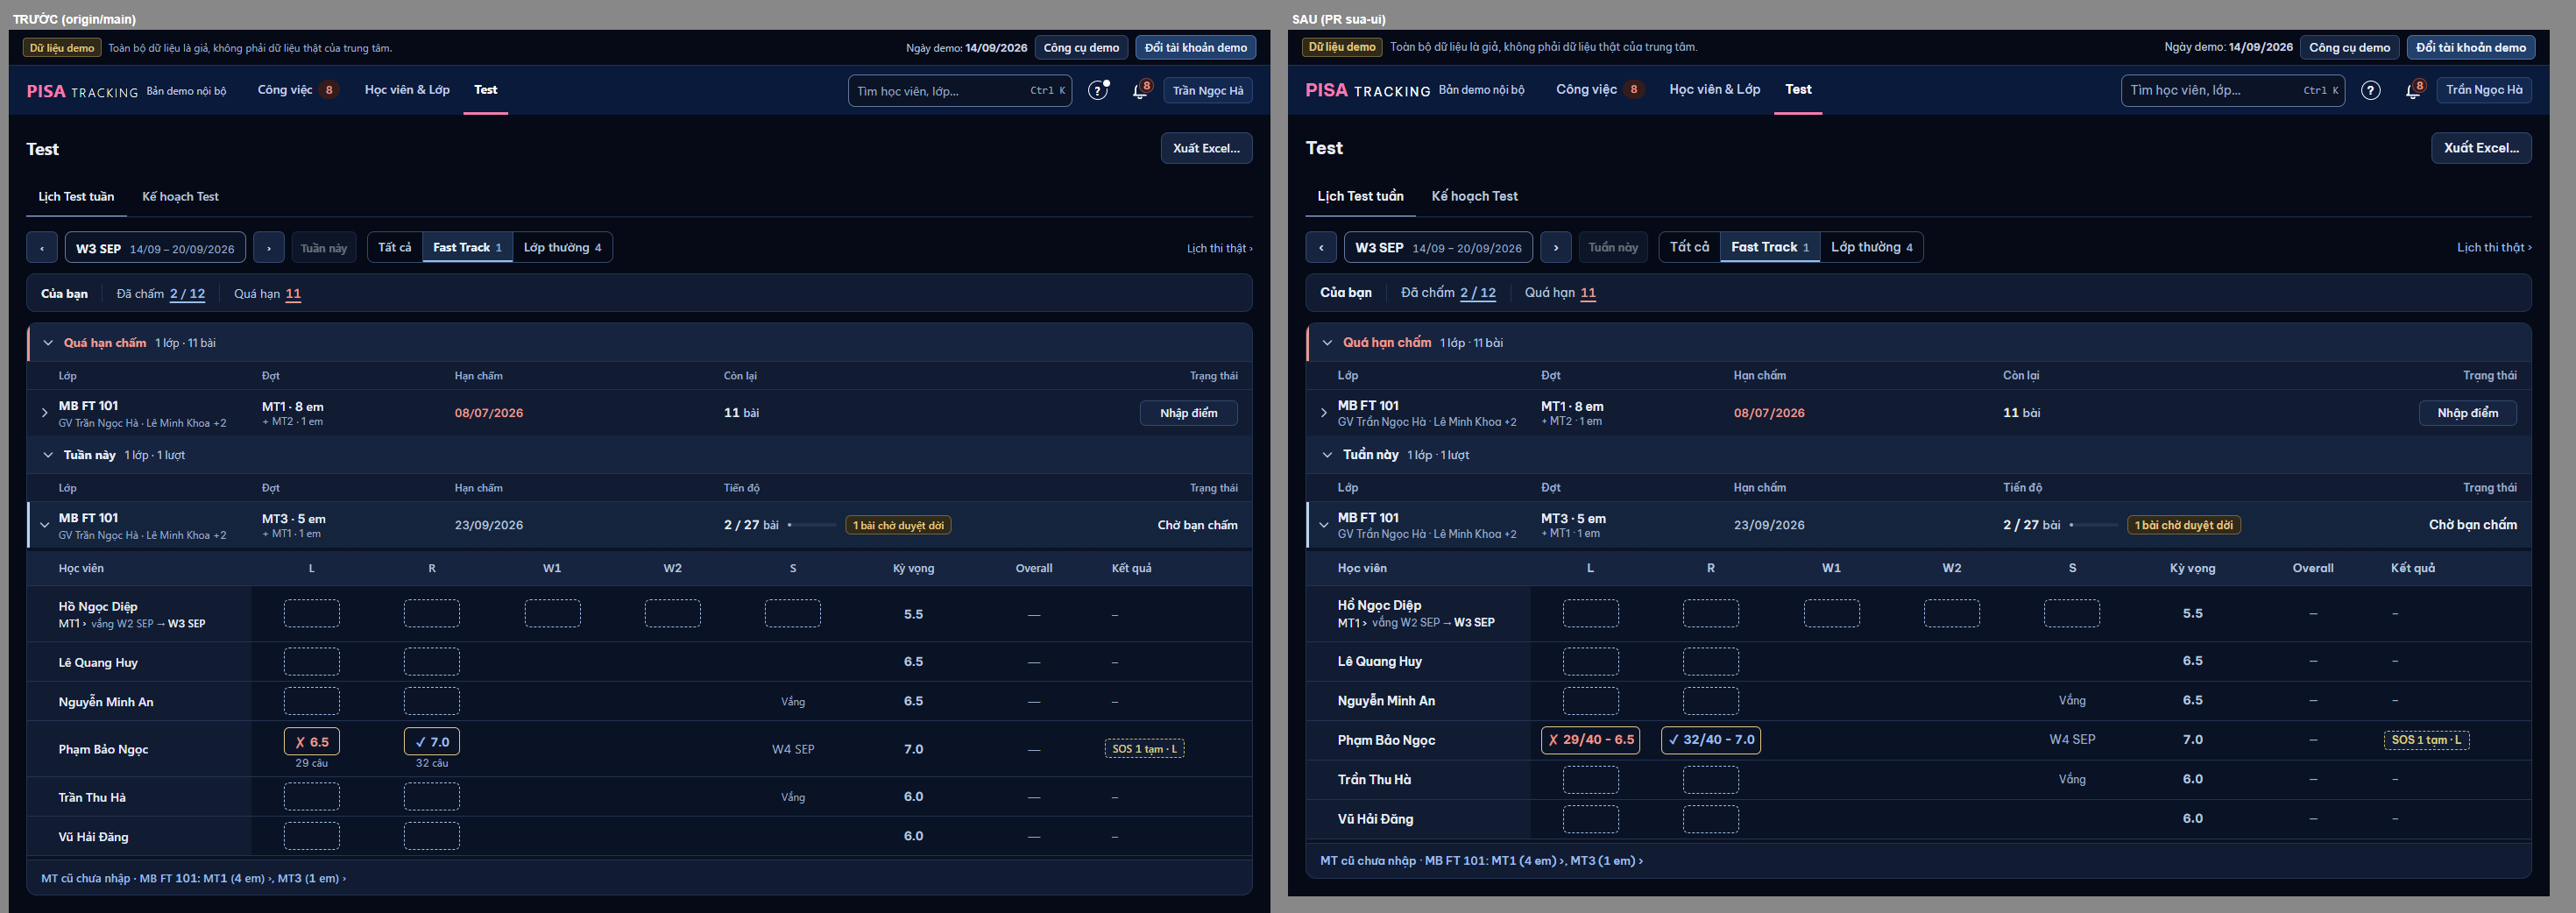 TRƯỚC (origin/main)
Dữ liệu demo Toàn bộ dữ liệu là giả, không phải dữ liệu thật của trung tâm. Ngày demo: 14/09/2026 Công cụ demo Đổi tài khoản demo
PISA TRACKING Bản demo nội bộ Công việc 8 Học viên & Lớp Test Tìm học viên, lớp... Ctrl K ? 8 Trần Ngọc Hà
Test Xuất Excel...
Lịch Test tuần Kế hoạch Test
‹ W3 SEP 14/09 – 20/09/2026 › Tuần này Tất cả Fast Track 1 Lớp thường 4 Lịch thi thật ›
Của bạn Đã chấm 2 / 12 Quá hạn 11
Quá hạn chấm 1 lớp · 11 bài
Lớp Đợt Hạn chấm Còn lại Trạng thái
MB FT 101 MT1 · 8 em 08/07/2026 11 bài Nhập điểm
GV Trần Ngọc Hà · Lê Minh Khoa +2 + MT2 · 1 em
Tuần này 1 lớp · 1 lượt
Lớp Đợt Hạn chấm Tiến độ Trạng thái
MB FT 101 MT3 · 5 em 23/09/2026 2 / 27 bài 1 bài chờ duyệt dời Chờ bạn chấm
GV Trần Ngọc Hà · Lê Minh Khoa +2 + MT1 · 1 em
Học viên L R W1 W2 S Kỳ vọng Overall Kết quả
Hồ Ngọc Diệp 5.5 — –
MT1 › vắng W2 SEP → W3 SEP
Lê Quang Huy 6.5 — –
Nguyễn Minh An Vắng 6.5 — –
Phạm Bảo Ngọc ✗ 6.5 ✓ 7.0 W4 SEP 7.0 — SOS 1 tạm · L
29 câu 32 câu
Trần Thu Hà Vắng 6.0 — –
Vũ Hải Đăng 6.0 — –
MT cũ chưa nhập · MB FT 101: MT1 (4 em) ›, MT3 (1 em) ›
SAU (PR sua-ui)
Dữ liệu demo Toàn bộ dữ liệu là giả, không phải dữ liệu thật của trung tâm. Ngày demo: 14/09/2026 Công cụ demo Đổi tài khoản demo
PISA TRACKING Bản demo nội bộ Công việc 8 Học viên & Lớp Test Tìm học viên, lớp... Ctrl K ? 8 Trần Ngọc Hà
Test Xuất Excel...
Lịch Test tuần Kế hoạch Test
‹ W3 SEP 14/09 – 20/09/2026 › Tuần này Tất cả Fast Track 1 Lớp thường 4 Lịch thi thật ›
Của bạn Đã chấm 2 / 12 Quá hạn 11
Quá hạn chấm 1 lớp · 11 bài
Lớp Đợt Hạn chấm Còn lại Trạng thái
MB FT 101 MT1 · 8 em 08/07/2026 11 bài Nhập điểm
GV Trần Ngọc Hà · Lê Minh Khoa +2 + MT2 · 1 em
Tuần này 1 lớp · 1 lượt
Lớp Đợt Hạn chấm Tiến độ Trạng thái
MB FT 101 MT3 · 5 em 23/09/2026 2 / 27 bài 1 bài chờ duyệt dời Chờ bạn chấm
GV Trần Ngọc Hà · Lê Minh Khoa +2 + MT1 · 1 em
Học viên L R W1 W2 S Kỳ vọng Overall Kết quả
Hồ Ngọc Diệp 5.5 – –
MT1 › vắng W2 SEP → W3 SEP
Lê Quang Huy 6.5 – –
Nguyễn Minh An Vắng 6.5 – –
Phạm Bảo Ngọc ✗ 29/40 - 6.5 ✓ 32/40 - 7.0 W4 SEP 7.0 – SOS 1 tạm · L
Trần Thu Hà Vắng 6.0 – –
Vũ Hải Đăng 6.0 – –
MT cũ chưa nhập · MB FT 101: MT1 (4 em) ›, MT3 (1 em) ›